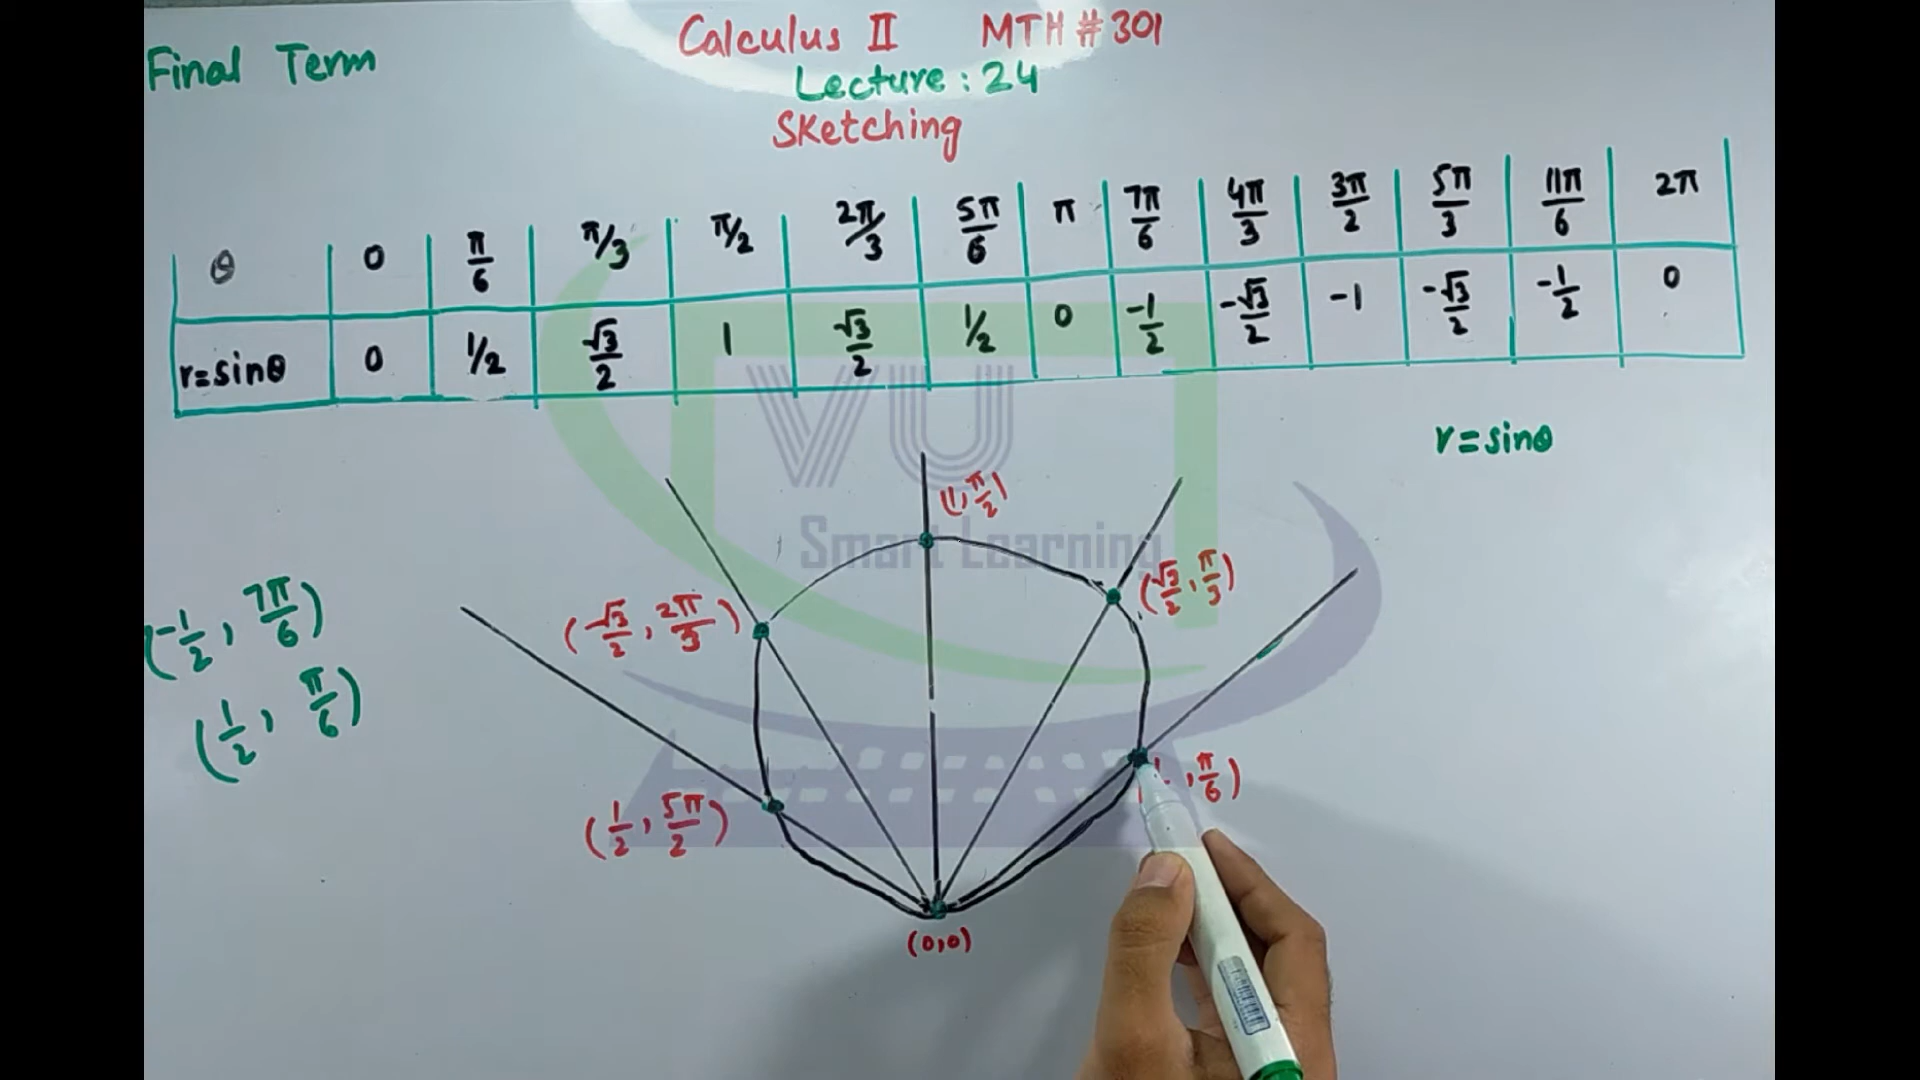 Final Term
Calculus II MTH # 301
Lecture : 24
Sketching
θ 0 π/6 π/3 π/2 2π/3 5π/6 π 7π/6 4π/3 3π/2 5π/3 11π/6 2π
r=sinθ 0 1/2 √3/2 1 √3/2 1/2 0 -1/2 -√3/2 -1 -√3/2 -1/2 0
r=sinθ
VU
Smart Learning
(1, π/2)
(√3/2, π/3)
(-√3/2, 2π/3)
(-1/2, 7π/6)
(1/2, π/6)
, π/6)
(1/2, 5π/2)
(0,0)